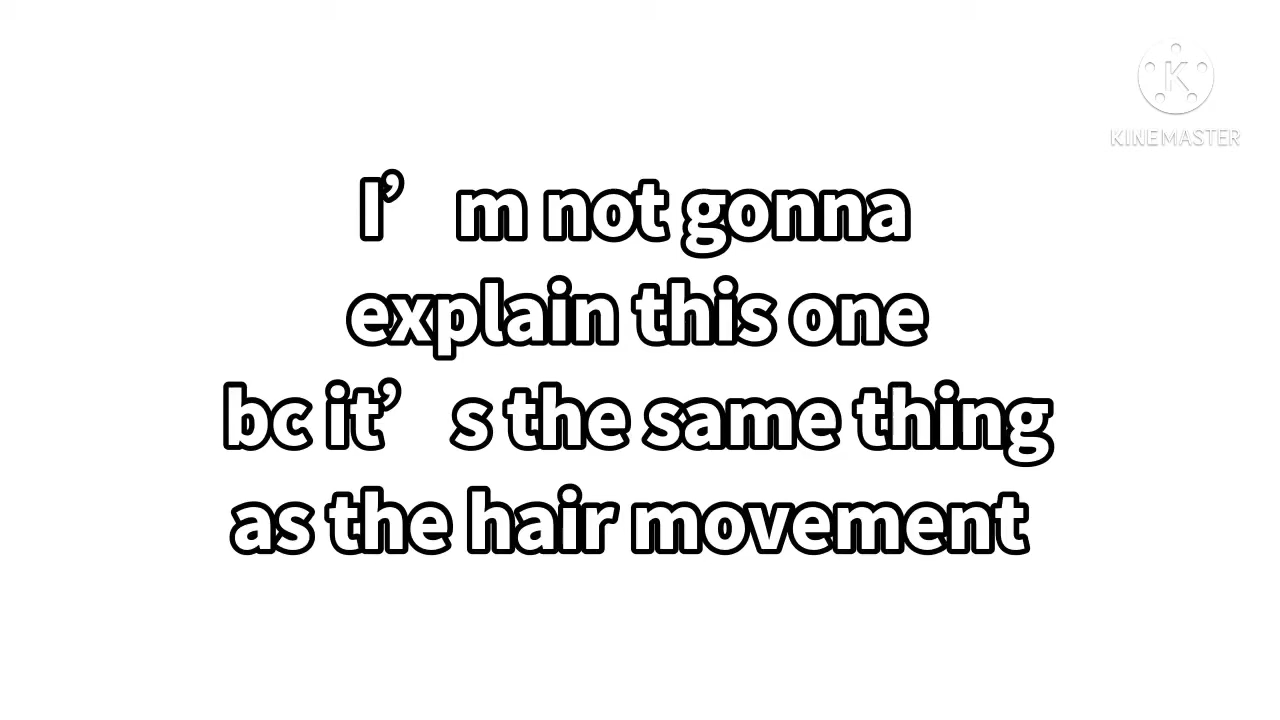 KINEMASTER
I’m not gonna
explain this one
bc it’s the same thing
as the hair movement